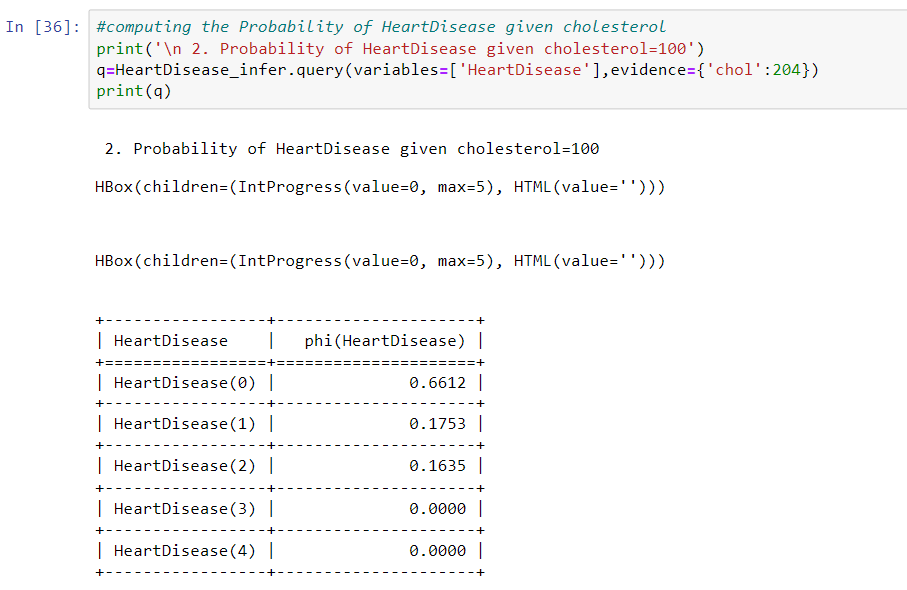 In [36]: #computing the Probability of HeartDisease given cholesterol
print('\n 2. Probability of HeartDisease given cholesterol=100')
q=HeartDisease_infer.query(variables=['HeartDisease'],evidence={'chol':204})
print(q)
2. Probability of HeartDisease given cholesterol=100
HBox(children=(IntProgress(value=0, max=5), HTML(value='')))
HBox(children=(IntProgress(value=0, max=5), HTML(value='')))
+-----------------+---------------------+
| HeartDisease    |   phi(HeartDisease) |
+=================+=====================+
| HeartDisease(0) |              0.6612 |
+-----------------+---------------------+
| HeartDisease(1) |              0.1753 |
+-----------------+---------------------+
| HeartDisease(2) |              0.1635 |
+-----------------+---------------------+
| HeartDisease(3) |              0.0000 |
+-----------------+---------------------+
| HeartDisease(4) |              0.0000 |
+-----------------+---------------------+